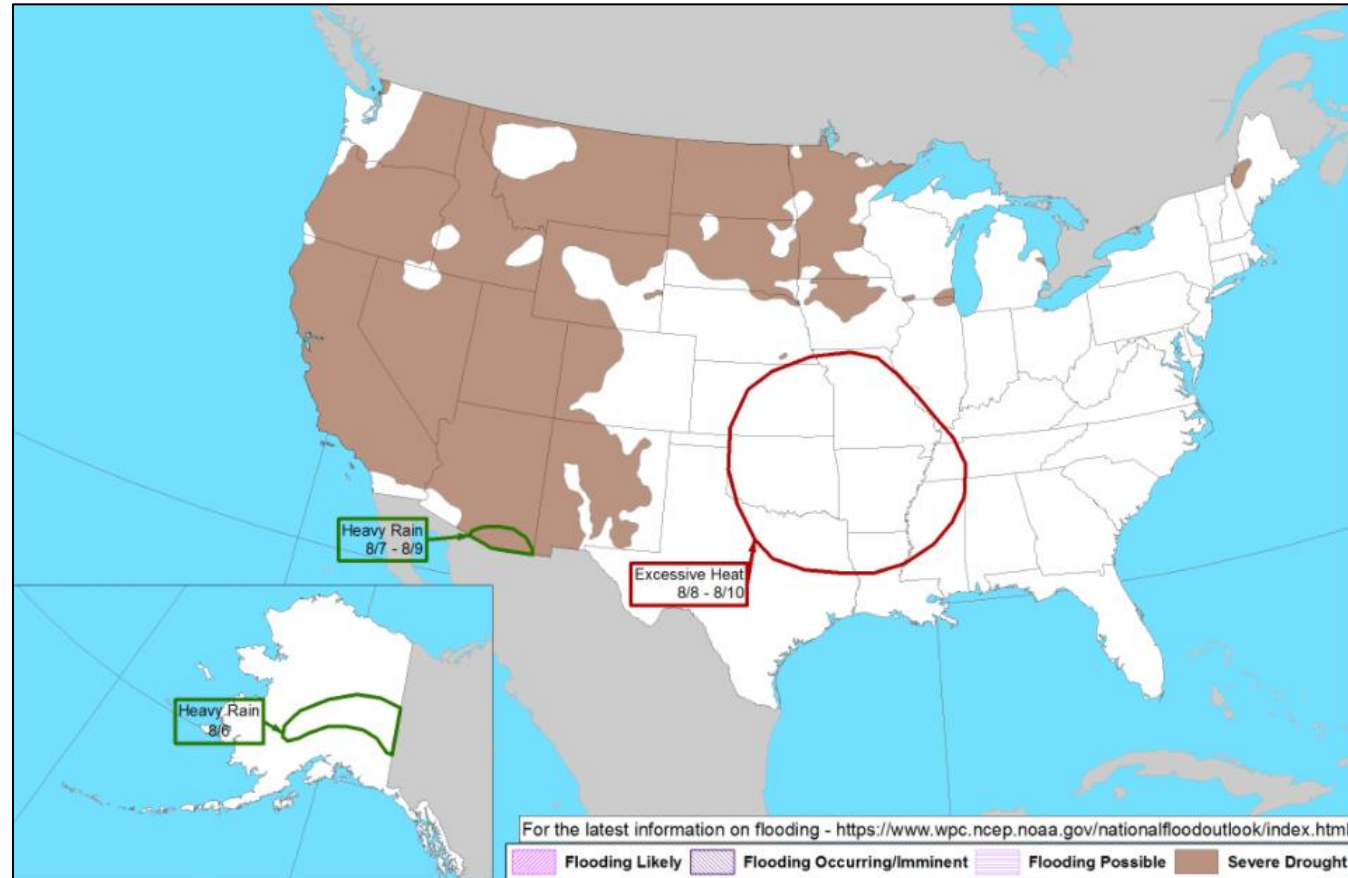 Heavy Rain
8/7 - 8/9
Excessive Heat
8/8 - 8/10
Heavy Rain
8/6
For the latest information on flooding - https://www.wpc.ncep.noaa.gov/nationalfloodoutlook/index.html
Flooding Likely Flooding Occurring/Imminent Flooding Possible Severe Drought